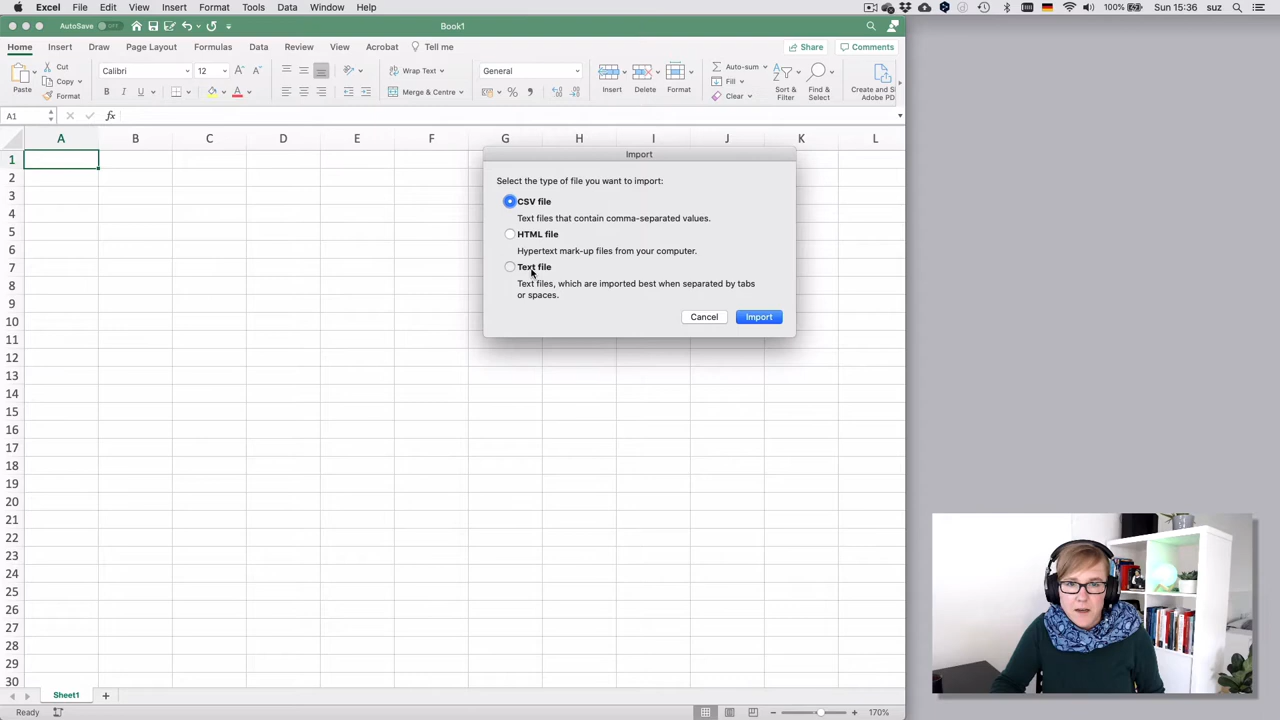 Excel File Edit View Insert Format Tools Data Window Help 100% Sun 15:36 suz
AutoSave Book1
Home Insert Draw Page Layout Formulas Data Review View Acrobat Tell me Share Comments
Paste Cut Copy Format
Calibri 12 A A
B I U A
Wrap Text
Merge & Centre
General
%
Insert Delete Format
Auto-sum
Fill
Clear
Sort &
Filter
Find &
Select
Create and S
Adobe PD
A1 fx
A B C D E F G H I J K L
1
2
3
4
5
6
7
8
9
10
11
12
13
14
15
16
17
18
19
20
21
22
23
24
25
26
27
28
29
30
Import
Select the type of file you want to import:
CSV file
Text files that contain comma-separated values.
HTML file
Hypertext mark-up files from your computer.
Text file
Text files, which are imported best when separated by tabs
or spaces.
Cancel Import
Sheet1 +
Ready 170%